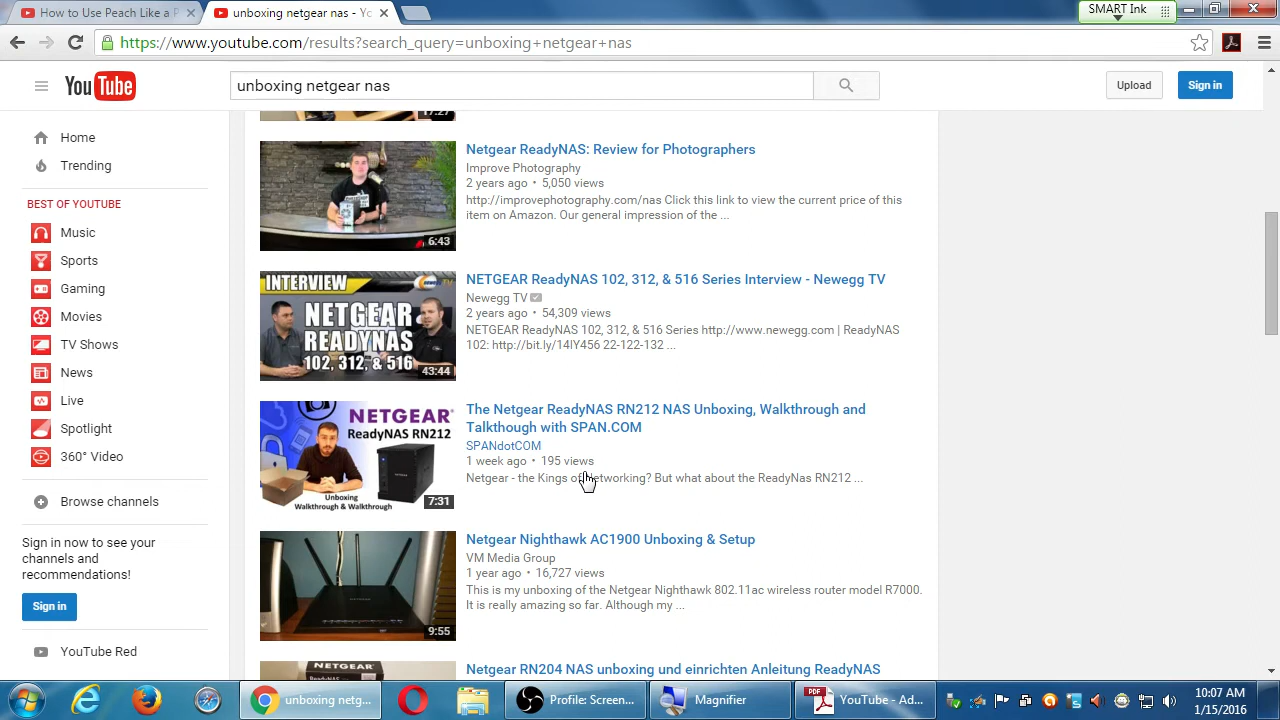 How to Use Peach Like a P
unboxing netgear nas - Yo
SMART Ink
https://www.youtube.com/results?search_query=unboxing+netgear+nas
YouTube
unboxing netgear nas
Upload
Sign in
Home
Trending
BEST OF YOUTUBE
Music
Sports
Gaming
Movies
TV Shows
News
Live
Spotlight
360° Video
Browse channels
Sign in now to see your
channels and
recommendations!
Sign in
YouTube Red
17:27
6:43
Netgear ReadyNAS: Review for Photographers
Improve Photography
2 years ago • 5,050 views
http://improvephotography.com/nas Click this link to view the current price of this
item on Amazon. Our general impression of the ...
INTERVIEW
NETGEAR
READYNAS
102, 312, & 516
43:44
NETGEAR ReadyNAS 102, 312, & 516 Series Interview - Newegg TV
Newegg TV
2 years ago • 54,309 views
NETGEAR ReadyNAS 102, 312, & 516 Series http://www.newegg.com | ReadyNAS
102: http://bit.ly/14IY456 22-122-132 ...
NETGEAR
ReadyNAS RN212
Unboxing
Walkthrough & Walkthrough
7:31
The Netgear ReadyNAS RN212 NAS Unboxing, Walkthrough and
Talkthough with SPAN.COM
SPANdotCOM
1 week ago • 195 views
Netgear - the Kings of Networking? But what about the ReadyNas RN212 ...
9:55
Netgear Nighthawk AC1900 Unboxing & Setup
VM Media Group
1 year ago • 16,727 views
This is my unboxing of the Netgear Nighthawk 802.11ac wireless router model R7000.
It is really amazing so far. Although my ...
NETGEAR
Netgear RN204 NAS unboxing und einrichten Anleitung ReadyNAS
unboxing netg...
Profile: Screen...
Magnifier
PDF
YouTube - Ad...
10:07 AM
1/15/2016